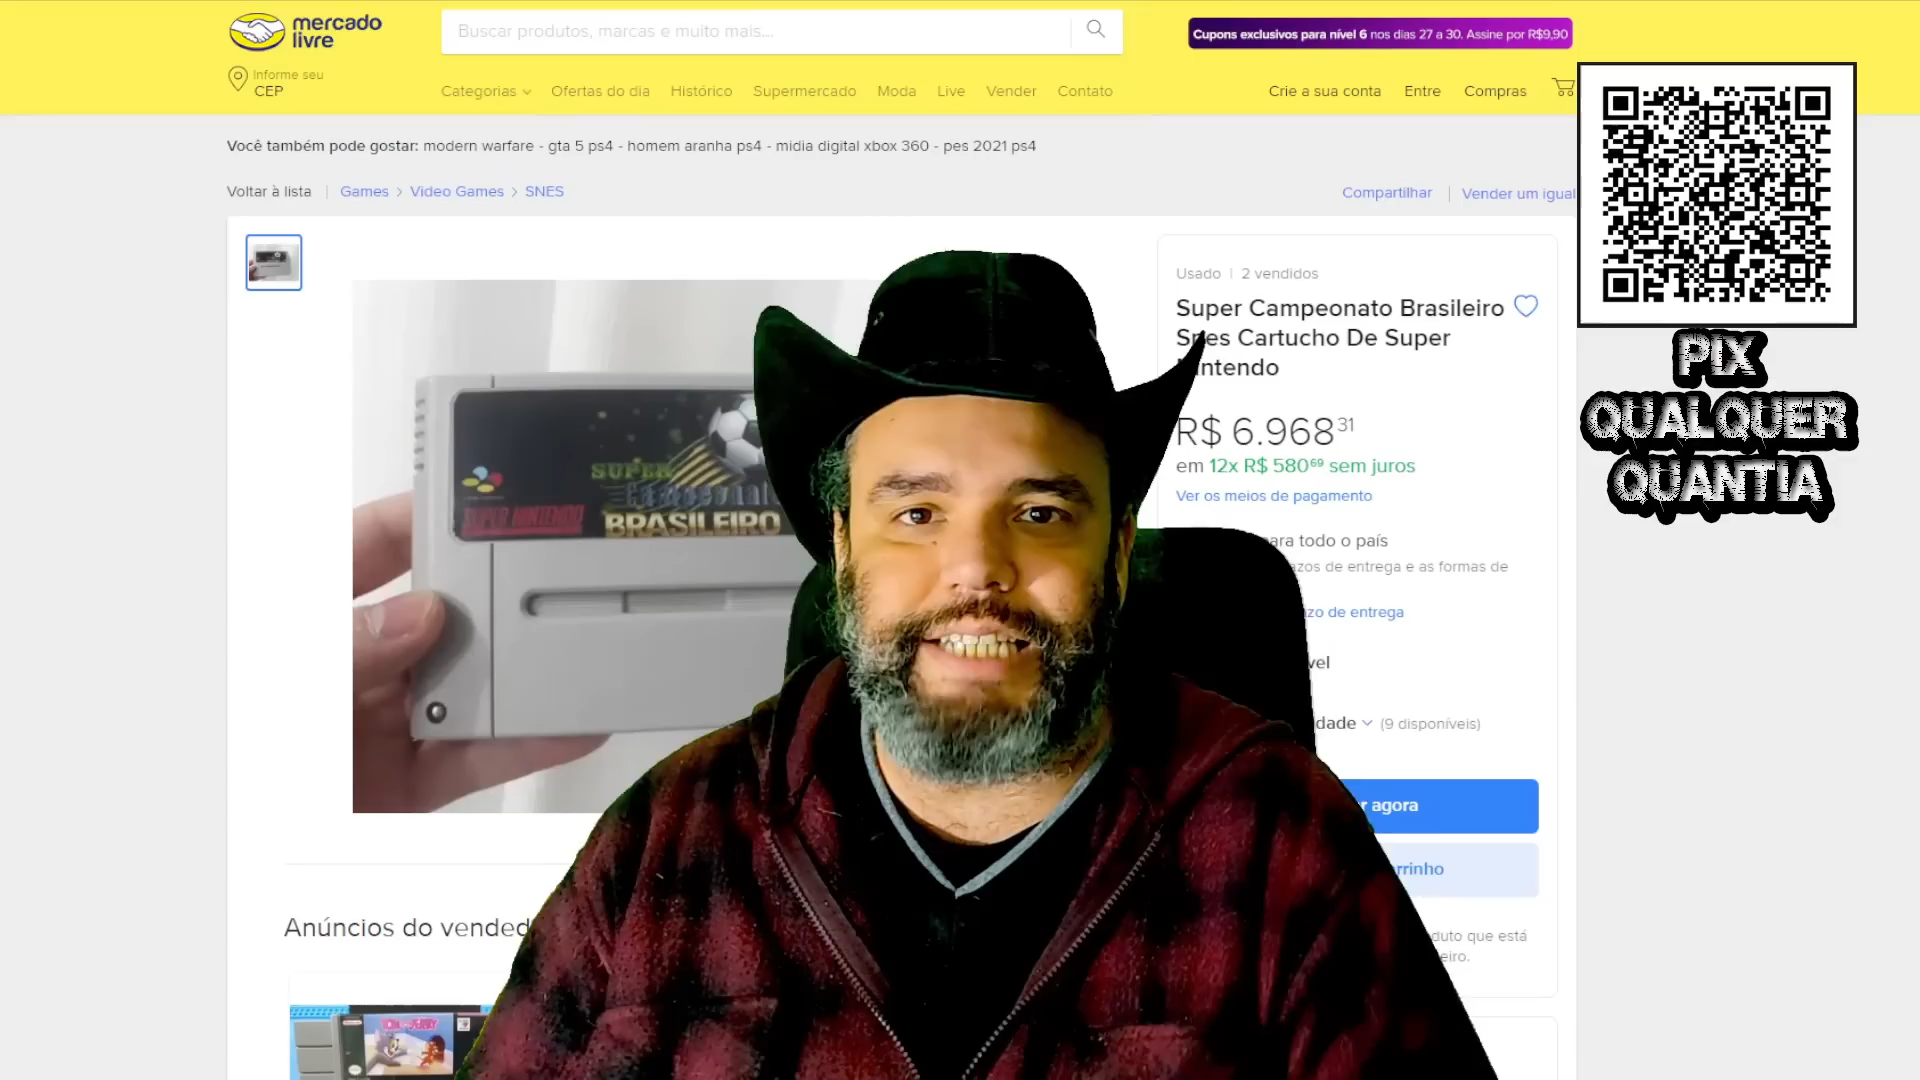 mercado
livre
Buscar produtos, marcas e muito mais...
Cupons exclusivos para nível 6 nos dias 27 a 30. Assine por R$9,90
Informe seu
CEP
Categorias
Ofertas do dia
Histórico
Supermercado
Moda
Live
Vender
Contato
Crie a sua conta
Entre
Compras
Você também pode gostar: modern warfare - gta 5 ps4 - homem aranha ps4 - midia digital xbox 360 - pes 2021 ps4
Voltar à lista | Games > Video Games > SNES
Compartilhar | Vender um igual
PIX
QUALQUER
QUANTIA
Usado | 2 vendidos
Super Campeonato Brasileiro
Snes Cartucho De Super
ntendo
R$ 6.968 31
em 12x R$ 580 69 sem juros
Ver os meios de pagamento
para todo o país
azos de entrega e as formas de
zo de entrega
vel
dade (9 disponíveis)
r agora
rrinho
duto que está
eiro.
SUPER
Campeonato
BRASILEIRO
SUPER NINTENDO
Anúncios do vended
TOM and JERRY